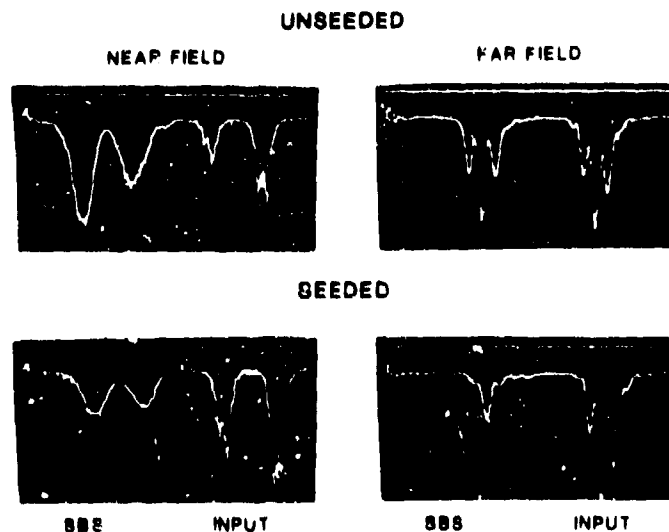 UNSEEDED
NEAR FIELD
FAR FIELD
SEEDED
SBS
INPUT
SBS
INPUT